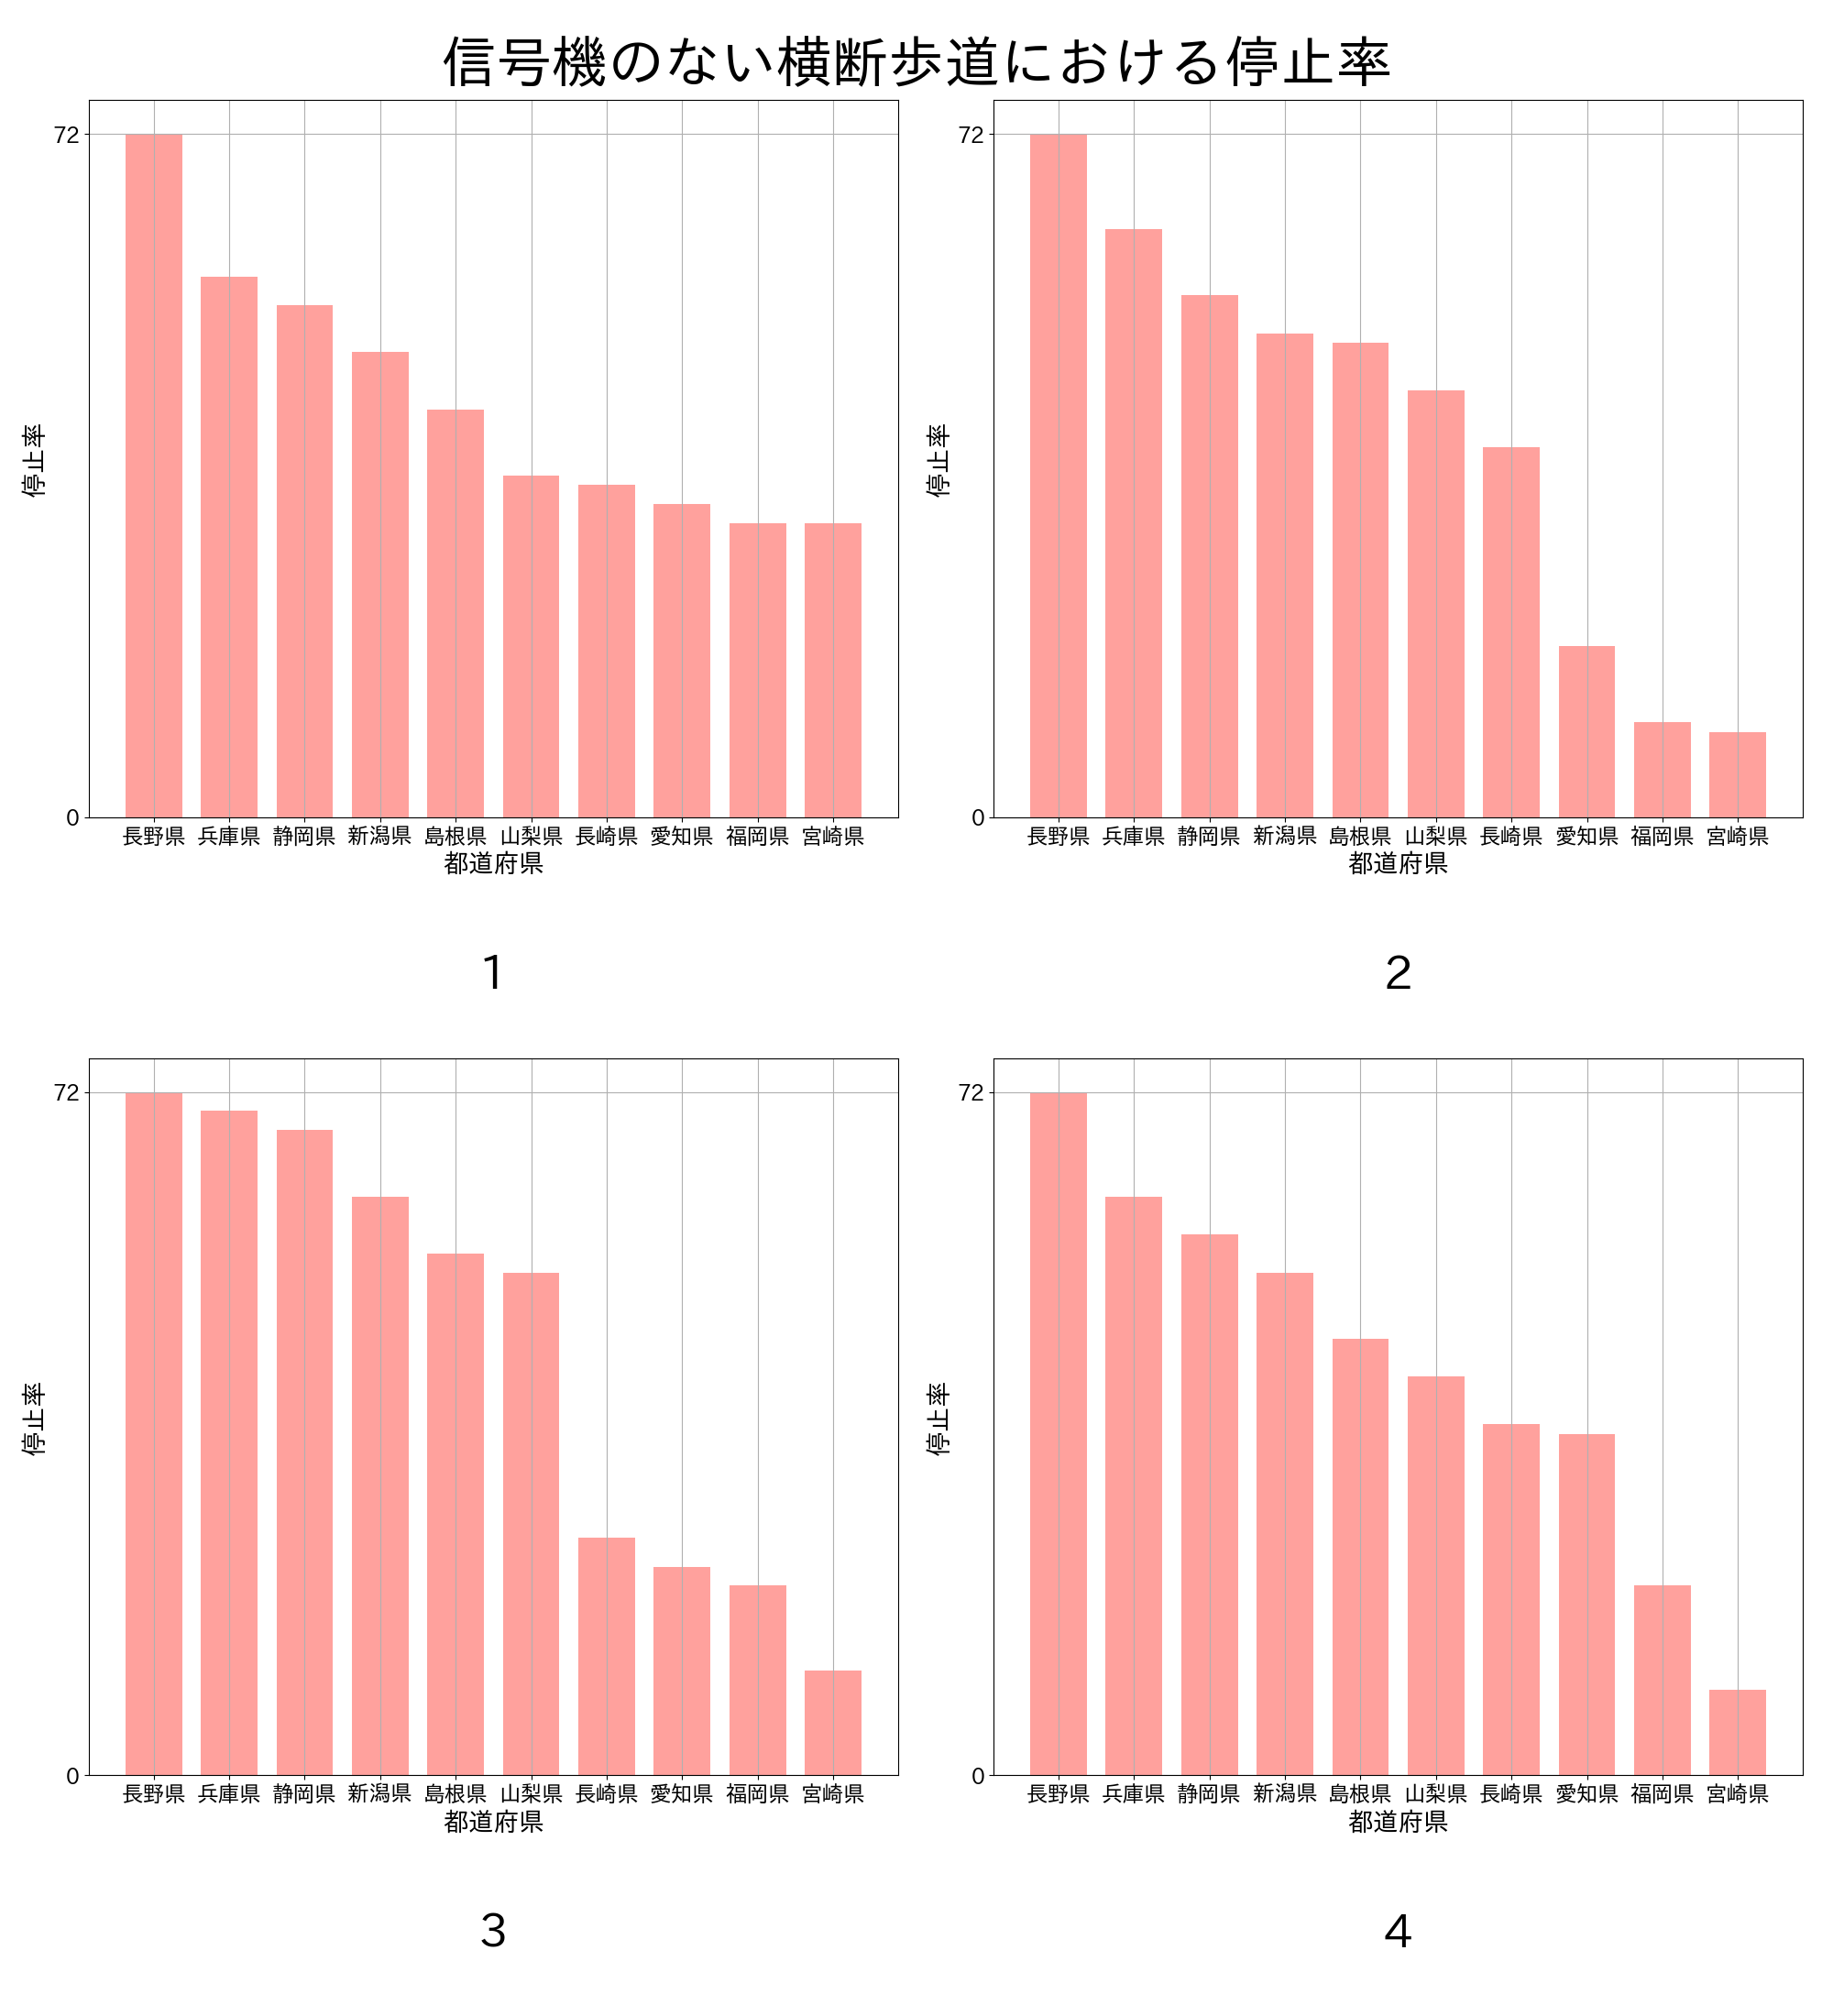 信号機のない横断歩道における停止率
72
0
停止率
長野県 兵庫県 静岡県 新潟県 島根県 山梨県 長崎県 愛知県 福岡県 宮崎県
都道府県
1
72
0
停止率
長野県 兵庫県 静岡県 新潟県 島根県 山梨県 長崎県 愛知県 福岡県 宮崎県
都道府県
2
72
0
停止率
長野県 兵庫県 静岡県 新潟県 島根県 山梨県 長崎県 愛知県 福岡県 宮崎県
都道府県
3
72
0
停止率
長野県 兵庫県 静岡県 新潟県 島根県 山梨県 長崎県 愛知県 福岡県 宮崎県
都道府県
4